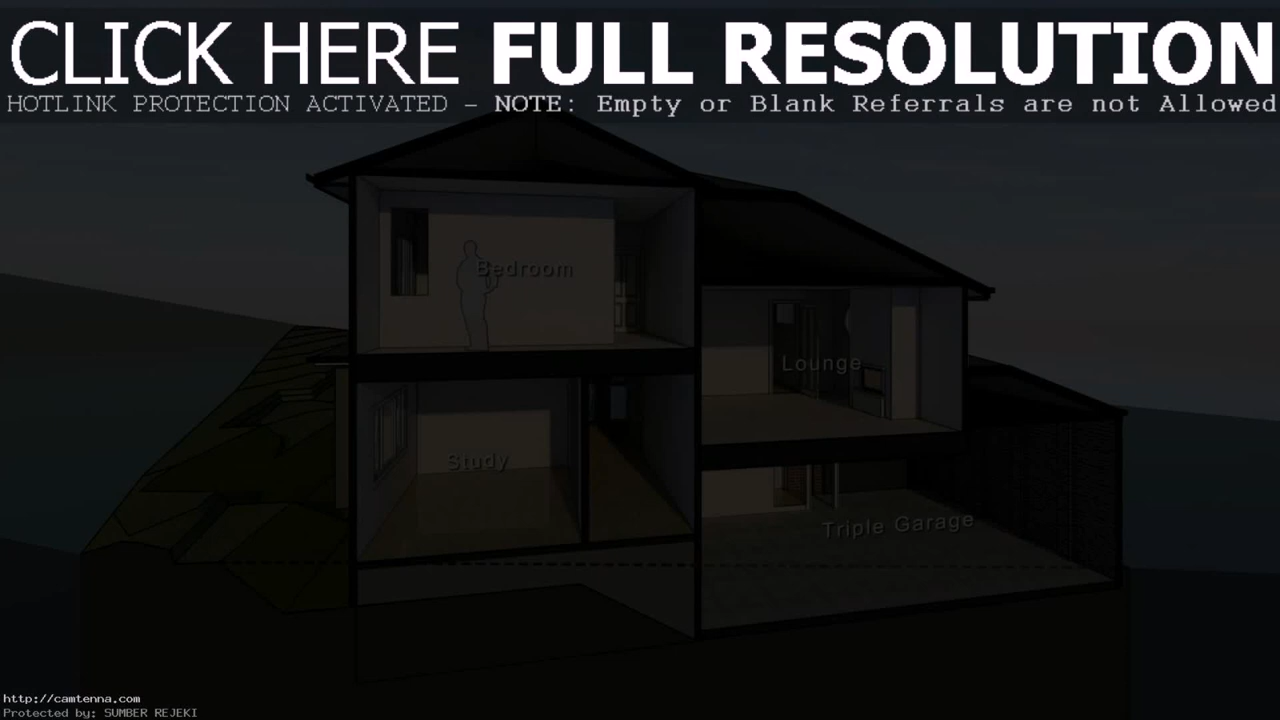 CLICK HERE FULL RESOLUTION
HOTLINK PROTECTION ACTIVATED – NOTE: Empty or Blank Referrals are not Allowed
Bedroom
Lounge
Study
Triple Garage
http://camtenna.com
Protected by: SUMBER REJEKI